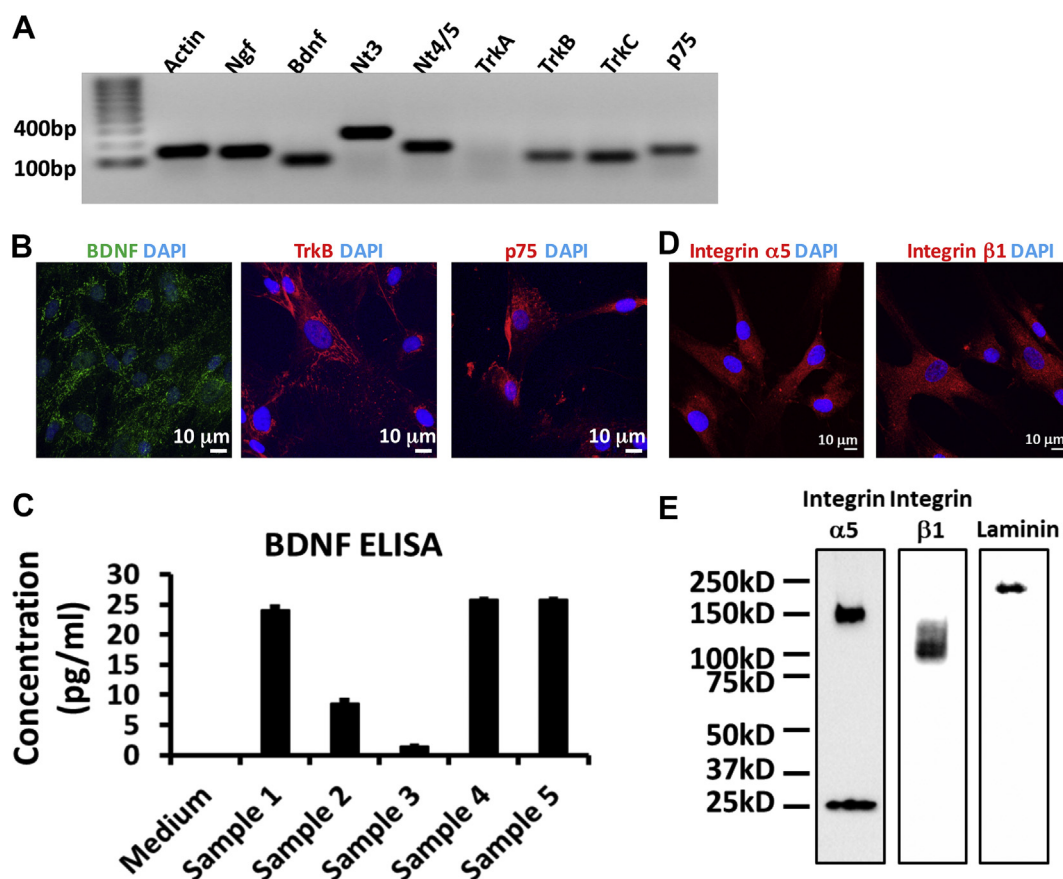 A
Actin Ngf Bdnf Nt3 Nt4/5 TrkA TrkB TrkC p75
400bp
100bp
B
BDNF DAPI
TrkB DAPI
p75 DAPI
10 μm
10 μm
10 μm
D
Integrin α5 DAPI
Integrin β1 DAPI
10 μm
10 μm
C
BDNF ELISA
Concentration
(pg/ml)
30
25
20
15
10
5
0
Medium
Sample 1
Sample 2
Sample 3
Sample 4
Sample 5
E
Integrin
α5
Integrin
β1
Laminin
250kD
150kD
100kD
75kD
50kD
37kD
25kD